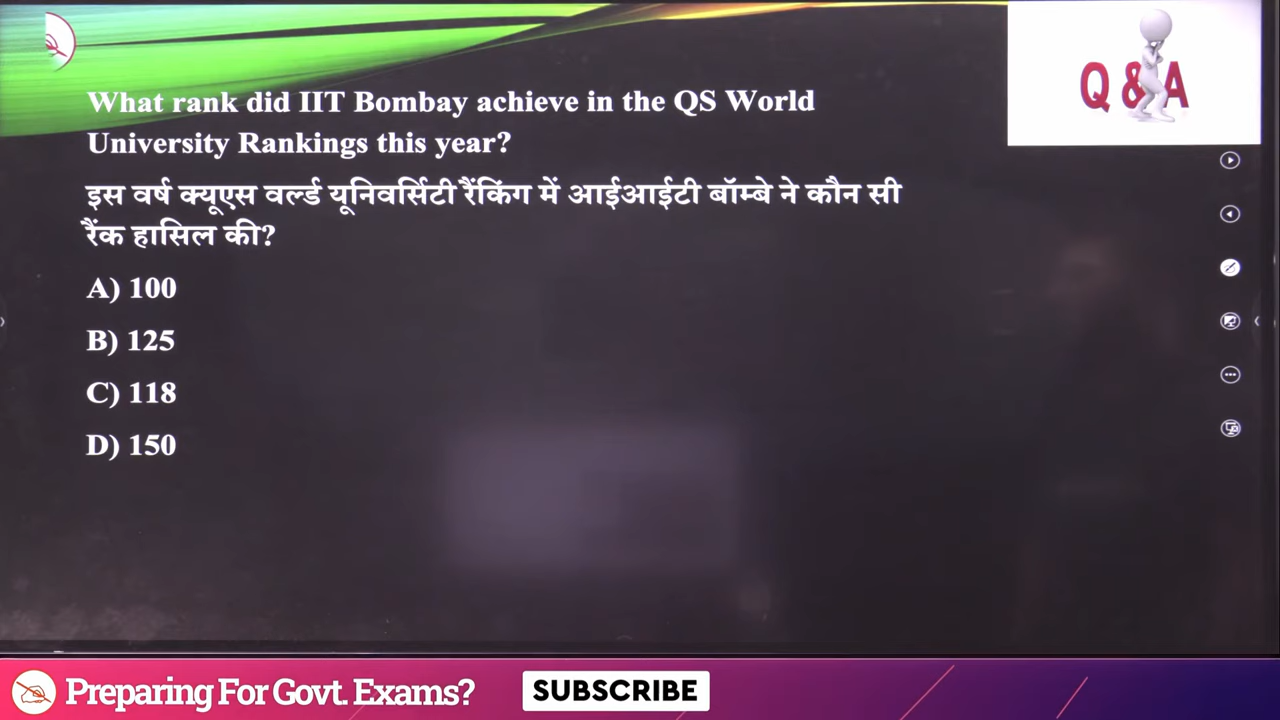 Q & A
What rank did IIT Bombay achieve in the QS World
University Rankings this year?
इस वर्ष क्यूएस वर्ल्ड यूनिवर्सिटी रैंकिंग में आईआईटी बॉम्बे ने कौन सी
रैंक हासिल की?
A) 100
B) 125
C) 118
D) 150
Preparing For Govt. Exams?
SUBSCRIBE